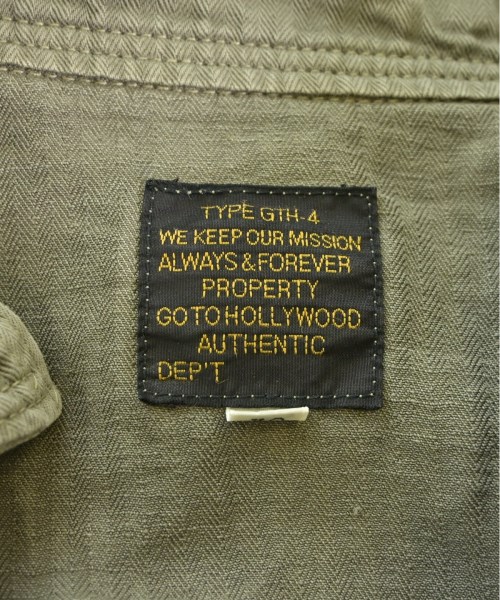 TYPE GTH-4
WE KEEP OUR MISSION
ALWAYS & FOREVER
PROPERTY
GO TO HOLLYWOOD
AUTHENTIC
DEP'T